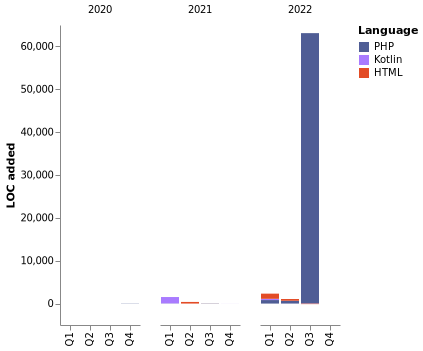 2020 2021 2022
Language
PHP
Kotlin
HTML
LOC added
60,000
50,000
40,000
30,000
20,000
10,000
0
Q1 Q2 Q3 Q4 Q1 Q2 Q3 Q4 Q1 Q2 Q3 Q4